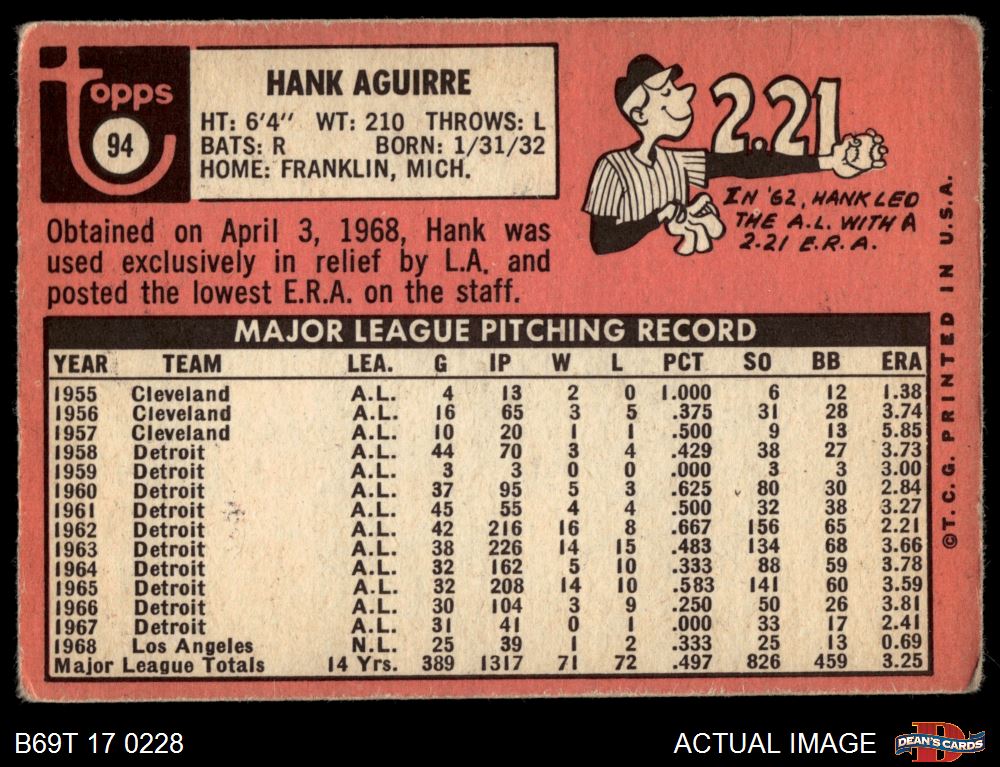 Topps
94
HANK AGUIRRE
HT: 6'4" WT: 210 THROWS: L
BATS: R BORN: 1/31/32
HOME: FRANKLIN, MICH.
2.21
IN '62, HANK LED
THE A.L. WITH A
2.21 E.R.A.
Obtained on April 3, 1968, Hank was
used exclusively in relief by L.A. and
posted the lowest E.R.A. on the staff.
MAJOR LEAGUE PITCHING RECORD
YEAR TEAM LEA. G IP W L PCT SO BB ERA
1955 Cleveland A.L. 4 13 2 0 1.000 6 12 1.38
1956 Cleveland A.L. 16 65 3 5 .375 31 28 3.74
1957 Cleveland A.L. 10 20 1 1 .500 9 13 5.85
1958 Detroit A.L. 44 70 3 4 .429 38 27 3.73
1959 Detroit A.L. 3 3 0 0 .000 3 3 3.00
1960 Detroit A.L. 37 95 5 3 .625 80 30 2.84
1961 Detroit A.L. 45 55 4 4 .500 32 38 3.27
1962 Detroit A.L. 42 216 16 8 .667 156 65 2.21
1963 Detroit A.L. 38 226 14 15 .483 134 68 3.66
1964 Detroit A.L. 32 162 5 10 .333 88 59 3.78
1965 Detroit A.L. 32 208 14 10 .583 141 60 3.59
1966 Detroit A.L. 30 104 3 9 .250 50 26 3.81
1967 Detroit A.L. 31 41 0 1 .000 33 17 2.41
1968 Los Angeles N.L. 25 39 1 2 .333 25 13 0.69
Major League Totals 14 Yrs. 389 1317 71 72 .497 826 459 3.25
©T.C.G. PRINTED IN U.S.A.
B69T 17 0228
ACTUAL IMAGE
D
DEAN'S CARDS